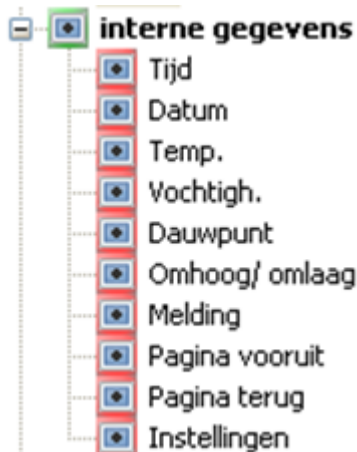 interne gegevens
Tijd
Datum
Temp.
Vochtigh.
Dauwpunt
Omhoog/ omlaag
Melding
Pagina vooruit
Pagina terug
Instellingen